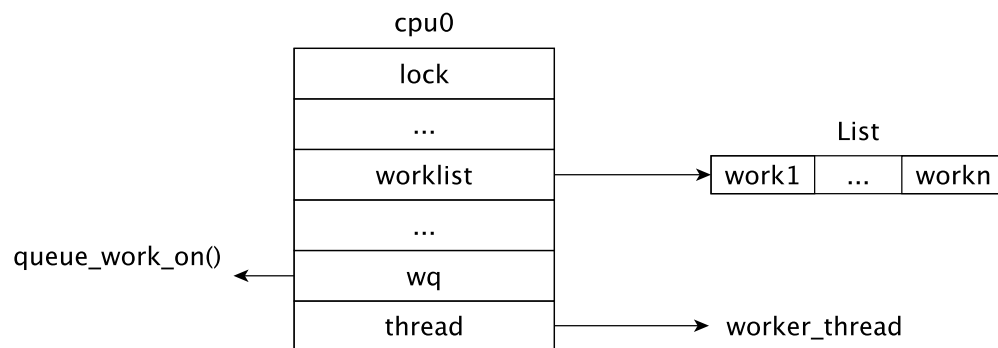 cpu0
lock
...
List
worklist
work1 ... workn
...
queue_work_on()
wq
thread
worker_thread